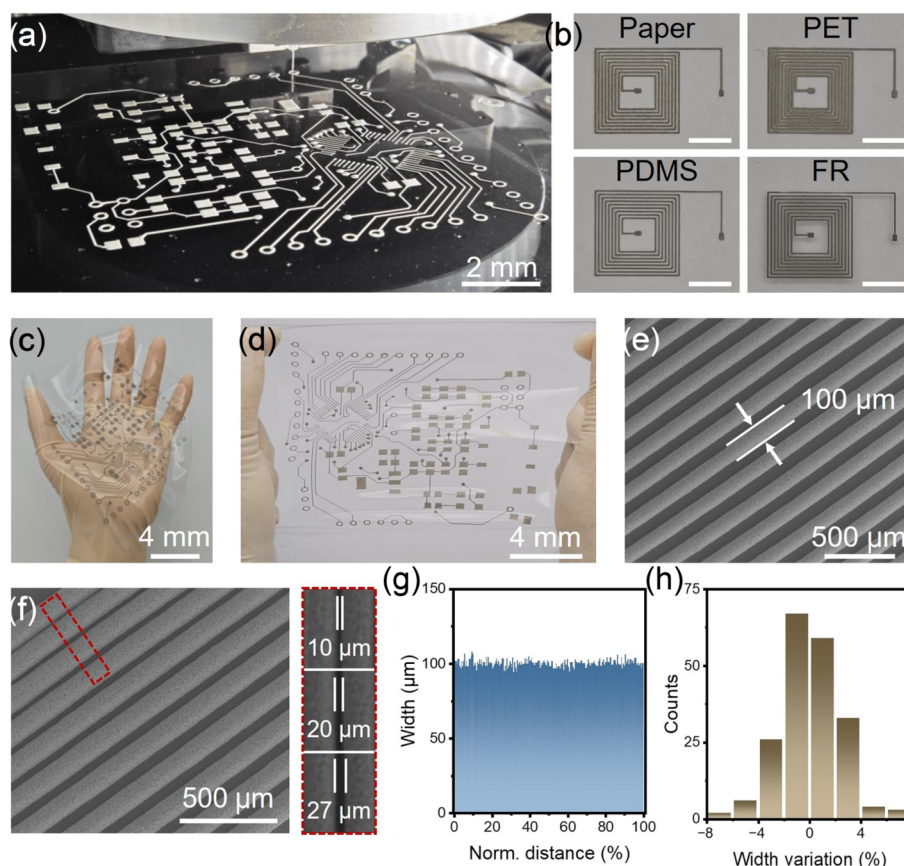 (a)
2 mm
(b)
Paper
PET
PDMS
FR
(c)
4 mm
(d)
4 mm
(e)
100 µm
500 µm
(f)
500 µm
10 µm
20 µm
27 µm
(g)
150
100
50
0
Width (µm)
0 20 40 60 80 100
Norm. distance (%)
(h)
75
50
25
0
Counts
-8 -4 0 4
Width variation (%)